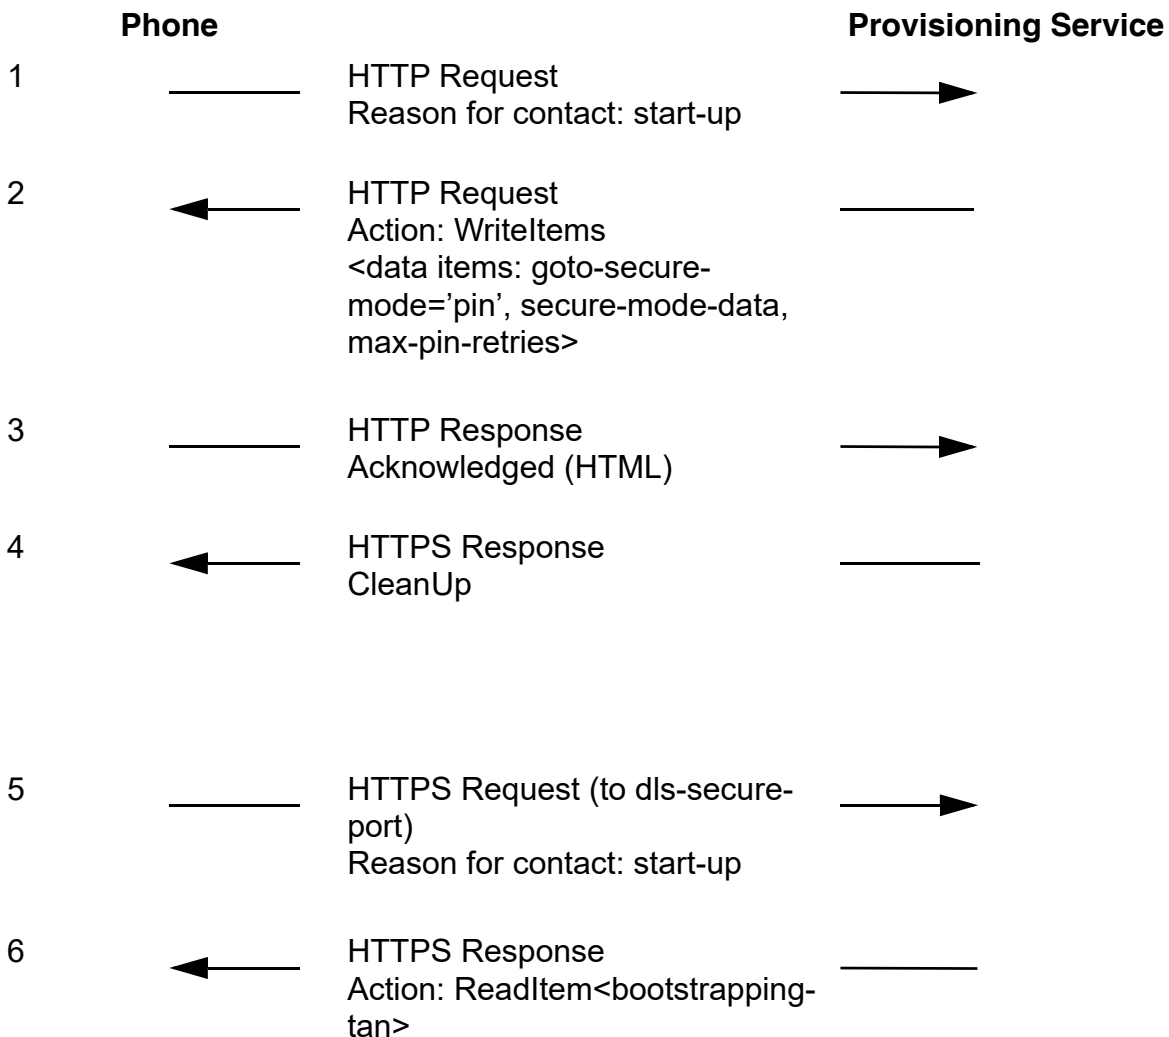 Phone Provisioning Service
1 HTTP Request
Reason for contact: start-up
2 HTTP Request
Action: WriteItems
<data items: goto-secure-
mode=’pin’, secure-mode-data,
max-pin-retries>
3 HTTP Response
Acknowledged (HTML)
4 HTTPS Response
CleanUp
5 HTTPS Request (to dls-secure-
port)
Reason for contact: start-up
6 HTTPS Response
Action: ReadItem<bootstrapping-
tan>